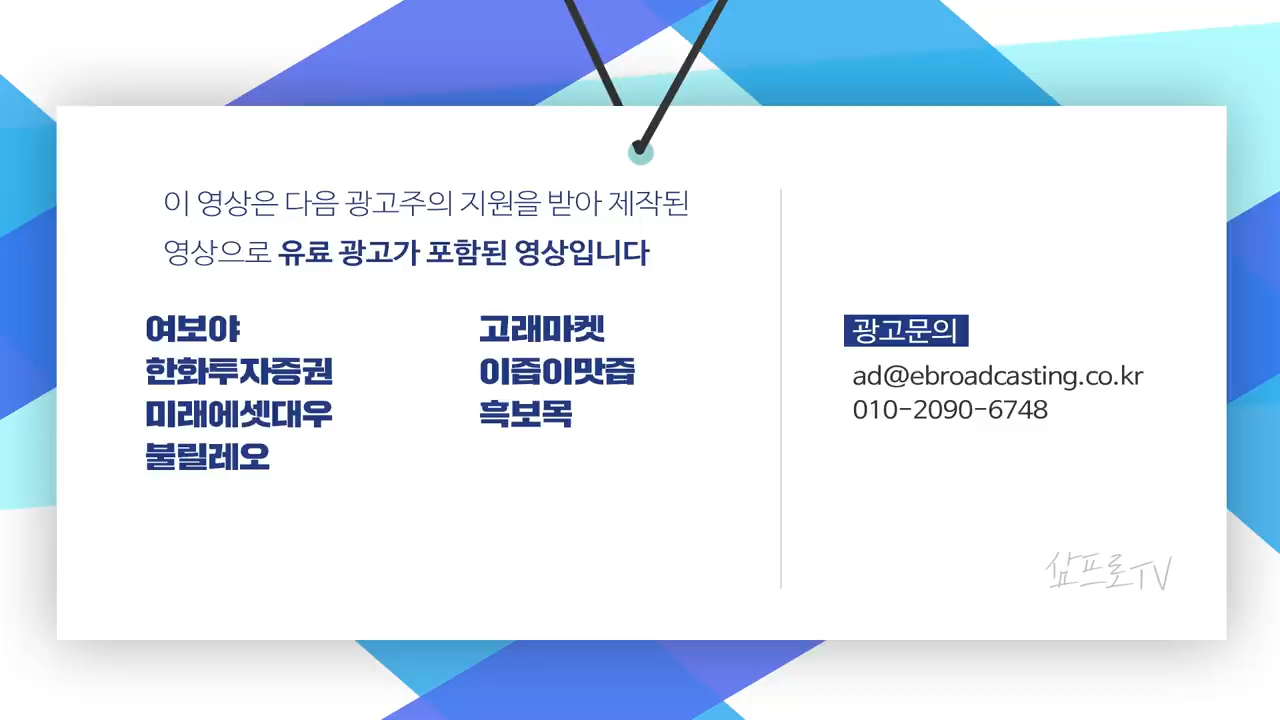 이 영상은 다음 광고주의 지원을 받아 제작된
영상으로 유료 광고가 포함된 영상입니다
여보야
한화투자증권
미래에셋대우
불릴레오
고래마켓
이즙이맛즙
흑보목
광고문의
ad@ebroadcasting.co.kr
010-2090-6748
삼프로TV